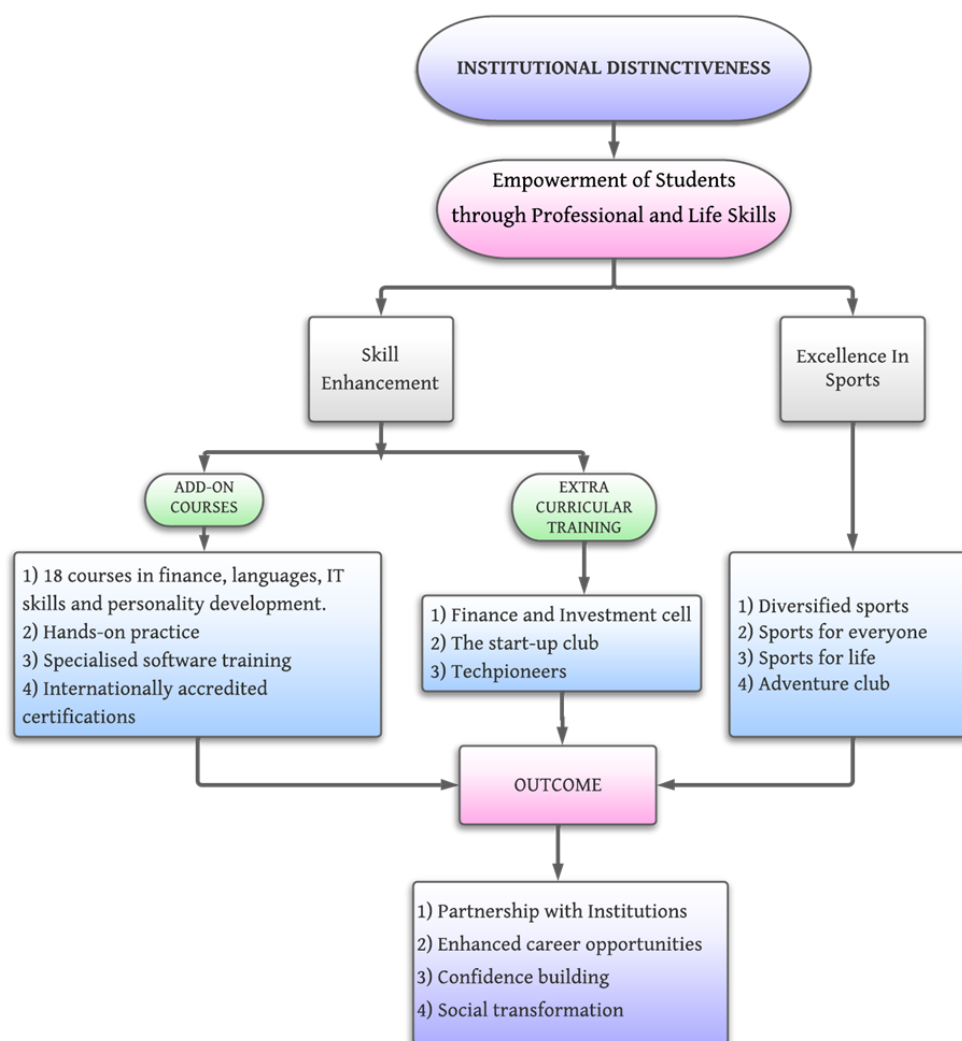 INSTITUTIONAL DISTINCTIVENESS
Empowerment of Students
through Professional and Life Skills
Skill
Enhancement
Excellence In
Sports
ADD-ON
COURSES
EXTRA
CURRICULAR
TRAINING
1) 18 courses in finance, languages, IT
skills and personality development.
2) Hands-on practice
3) Specialised software training
4) Internationally accredited
certifications
1) Finance and Investment cell
2) The start-up club
3) Techpioneers
1) Diversified sports
2) Sports for everyone
3) Sports for life
4) Adventure club
OUTCOME
1) Partnership with Institutions
2) Enhanced career opportunities
3) Confidence building
4) Social transformation